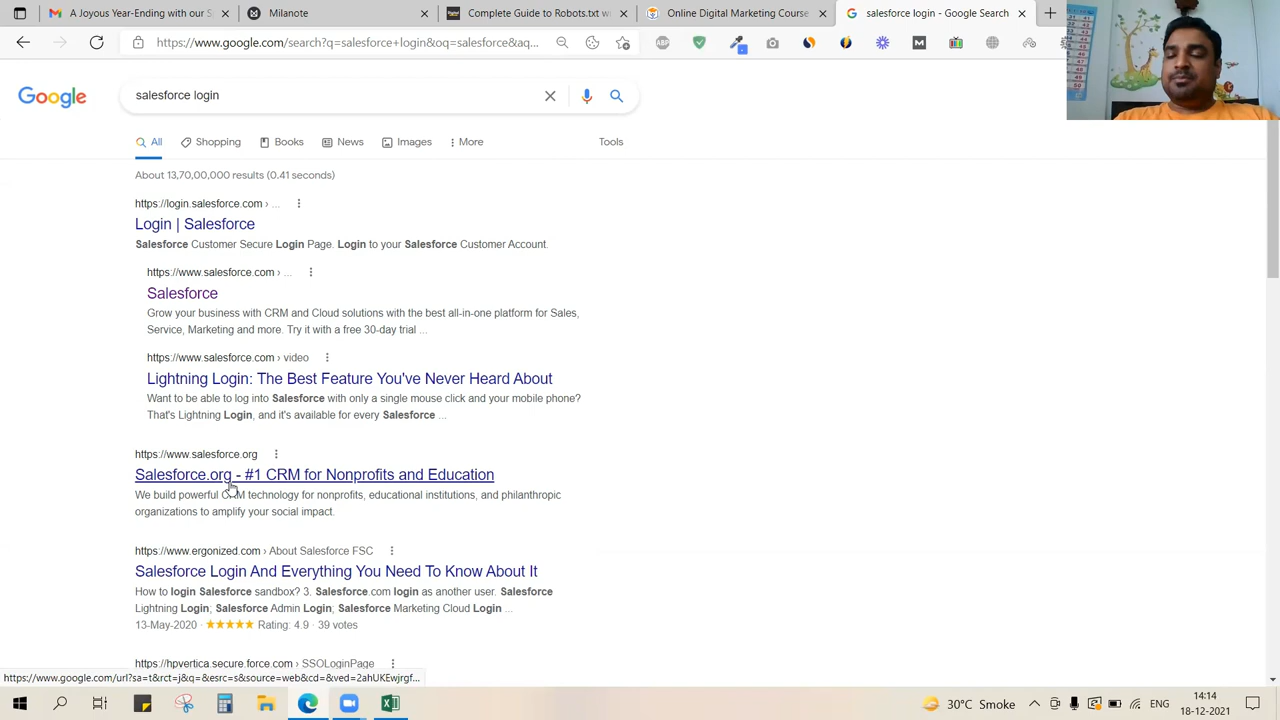 A Joyous Year-Ending with our S
Milanote
Complete Guide to Robots.txt w
Online Digital Marketing Course
salesforce login - Google Search
https://www.google.com/search?q=salesforce+login&oq=salesforce&aq...
Google
salesforce login
All
Shopping
Books
News
Images
More
Tools
About 13,70,00,000 results (0.41 seconds)
https://login.salesforce.com › ...
Login | Salesforce
Salesforce Customer Secure Login Page. Login to your Salesforce Customer Account.
https://www.salesforce.com › ...
Salesforce
Grow your business with CRM and Cloud solutions with the best all-in-one platform for Sales,
Service, Marketing and more. Try it with a free 30-day trial ...
https://www.salesforce.com › video
Lightning Login: The Best Feature You've Never Heard About
Want to be able to log into Salesforce with only a single mouse click and your mobile phone?
That's Lightning Login, and it's available for every Salesforce ...
https://www.salesforce.org
Salesforce.org - #1 CRM for Nonprofits and Education
We build powerful CRM technology for nonprofits, educational institutions, and philanthropic
organizations to amplify your social impact.
https://www.ergonized.com › About Salesforce FSC
Salesforce Login And Everything You Need To Know About It
How to login Salesforce sandbox? 3. Salesforce.com login as another user. Salesforce
Lightning Login; Salesforce Admin Login; Salesforce Marketing Cloud Login ...
13-May-2020 · Rating: 4.9 · 39 votes
https://hpvertica.secure.force.com › SSOLoginPage
https://www.google.com/url?sa=t&rct=j&q=&esrc=s&source=web&cd=&ved=2ahUKEwjrgf...
30°C Smoke
ENG
14:14
18-12-2021